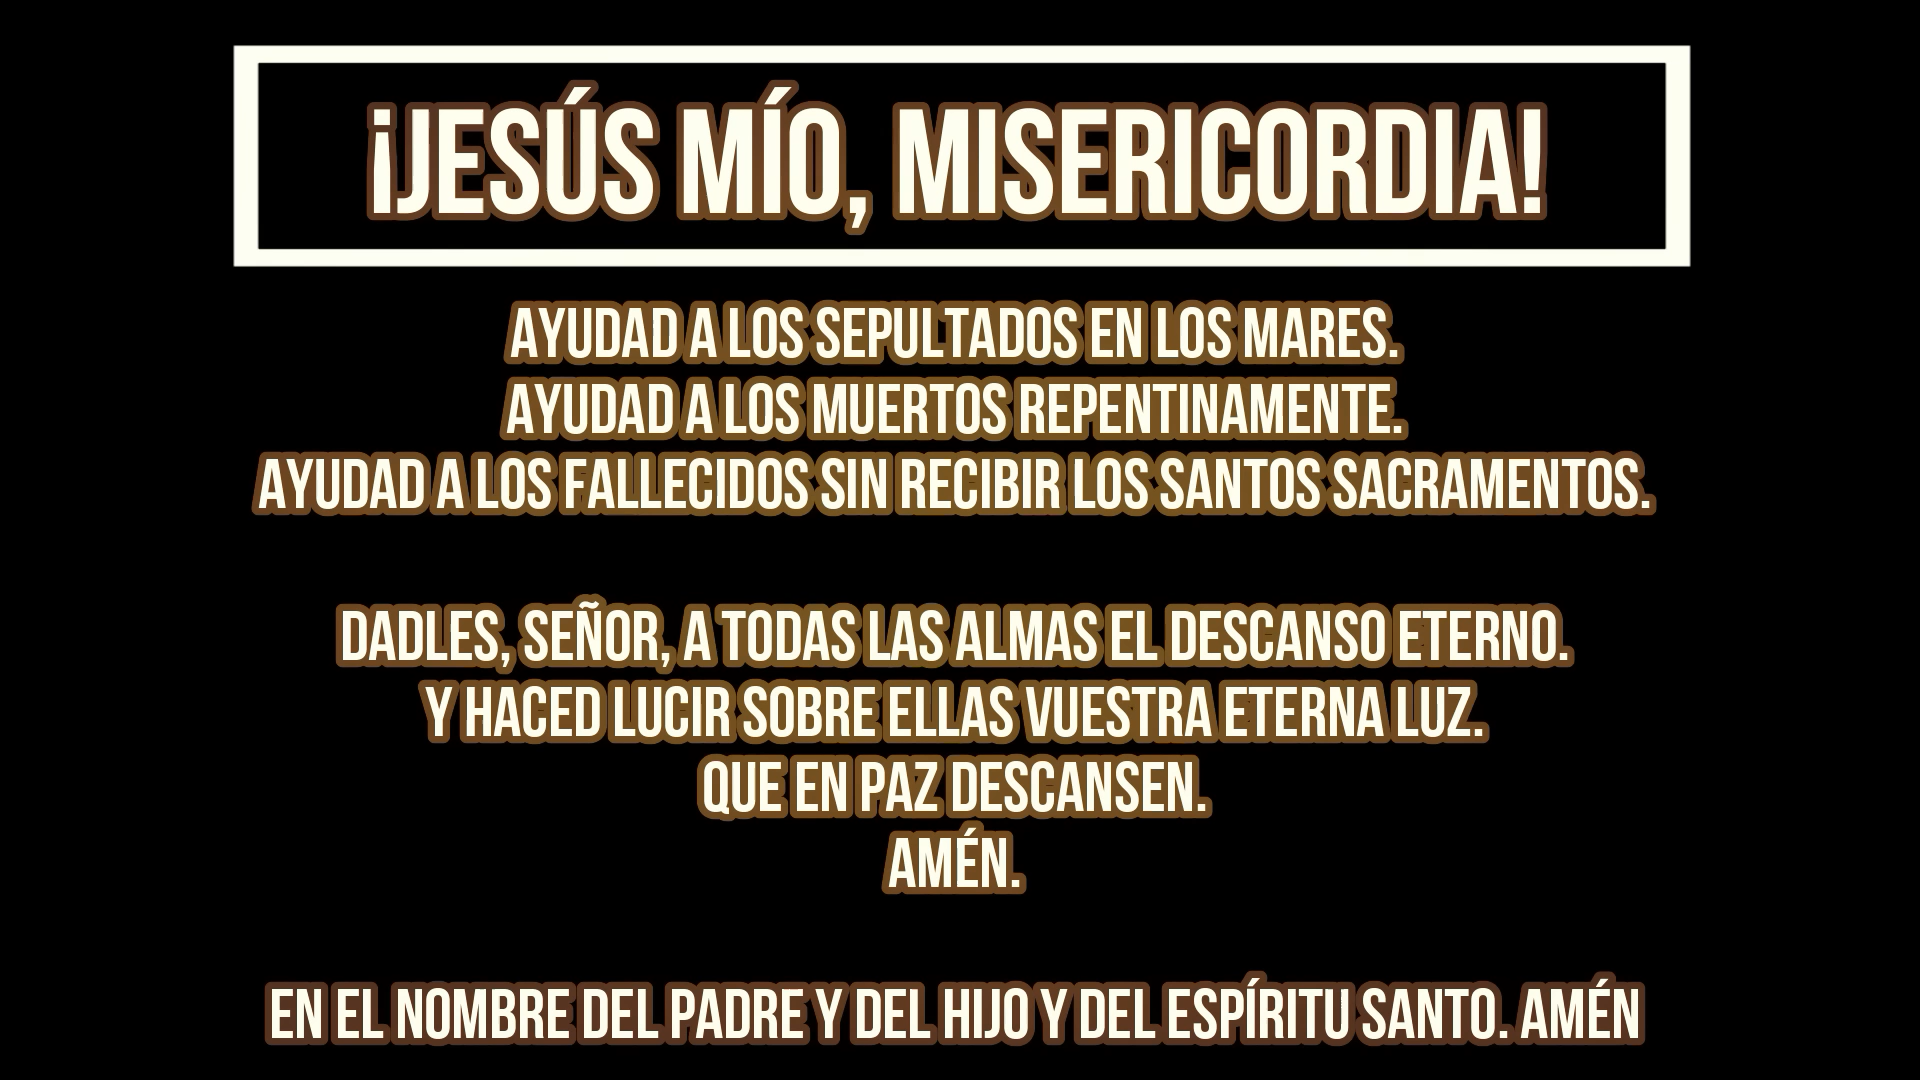 ¡JESÚS MÍO, MISERICORDIA!
AYUDAD A LOS SEPULTADOS EN LOS MARES.
AYUDAD A LOS MUERTOS REPENTINAMENTE.
AYUDAD A LOS FALLECIDOS SIN RECIBIR LOS SANTOS SACRAMENTOS.
DADLES, SEÑOR, A TODAS LAS ALMAS EL DESCANSO ETERNO.
Y HACED LUCIR SOBRE ELLAS VUESTRA ETERNA LUZ.
QUE EN PAZ DESCANSEN.
AMÉN.
EN EL NOMBRE DEL PADRE Y DEL HIJO Y DEL ESPÍRITU SANTO. AMÉN